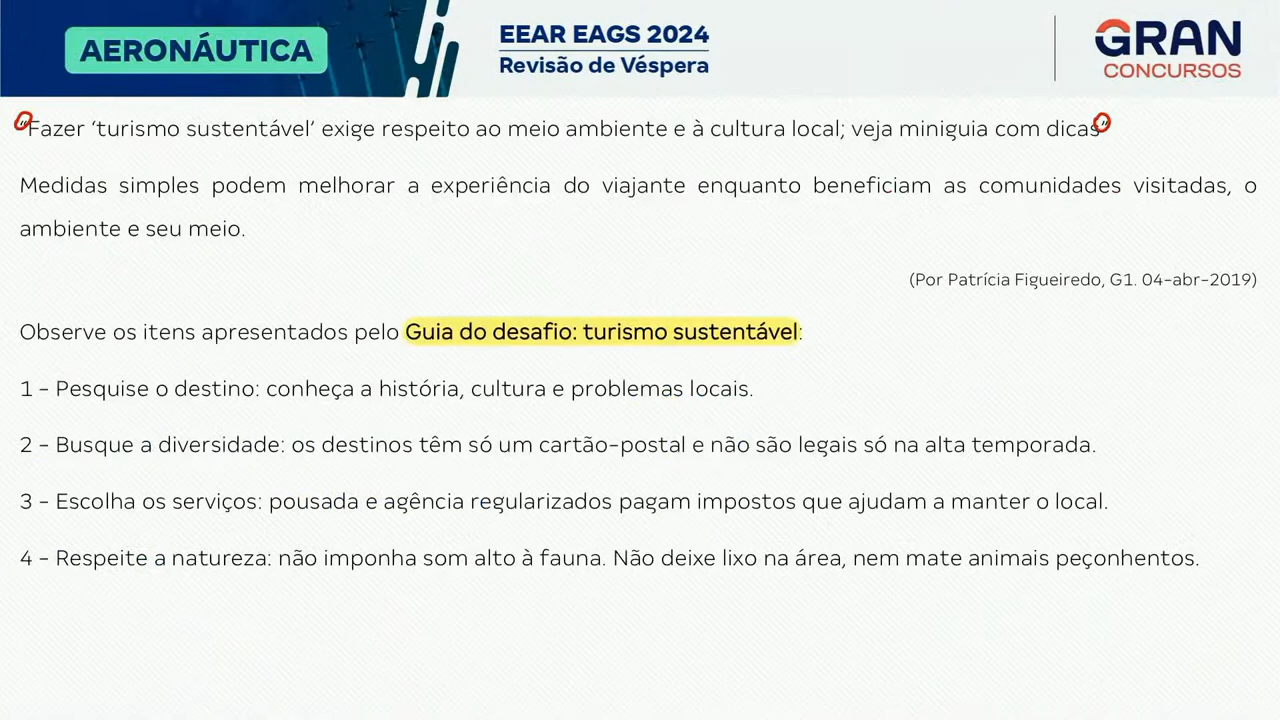 AERONÁUTICA
EEAR EAGS 2024
Revisão de Véspera
GRAN
CONCURSOS
"Fazer ‘turismo sustentável’ exige respeito ao meio ambiente e à cultura local; veja miniguia com dicas"
Medidas simples podem melhorar a experiência do viajante enquanto beneficiam as comunidades visitadas, o
ambiente e seu meio.
(Por Patrícia Figueiredo, G1. 04-abr-2019)
Observe os itens apresentados pelo Guia do desafio: turismo sustentável:
1 - Pesquise o destino: conheça a história, cultura e problemas locais.
2 - Busque a diversidade: os destinos têm só um cartão-postal e não são legais só na alta temporada.
3 - Escolha os serviços: pousada e agência regularizados pagam impostos que ajudam a manter o local.
4 - Respeite a natureza: não imponha som alto à fauna. Não deixe lixo na área, nem mate animais peçonhentos.